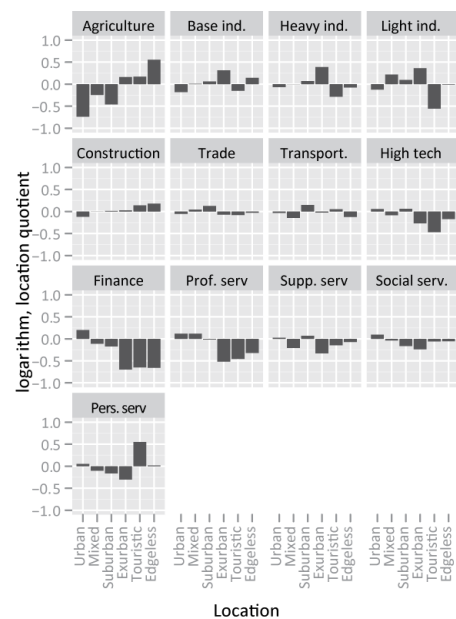 Agriculture Base ind. Heavy ind. Light ind.
1.0
0.5
0.0
−0.5
−1.0
Construction Trade Transport. High tech
1.0
0.5
0.0
−0.5
−1.0
Finance Prof. serv Supp. serv Social serv.
1.0
0.5
0.0
−0.5
−1.0
Pers. serv
1.0
0.5
0.0
−0.5
−1.0
logarithm, location quotient
Urban Mixed Suburban Exurban Touristic Edgeless
Urban Mixed Suburban Exurban Touristic Edgeless
Urban Mixed Suburban Exurban Touristic Edgeless
Urban Mixed Suburban Exurban Touristic Edgeless
Location